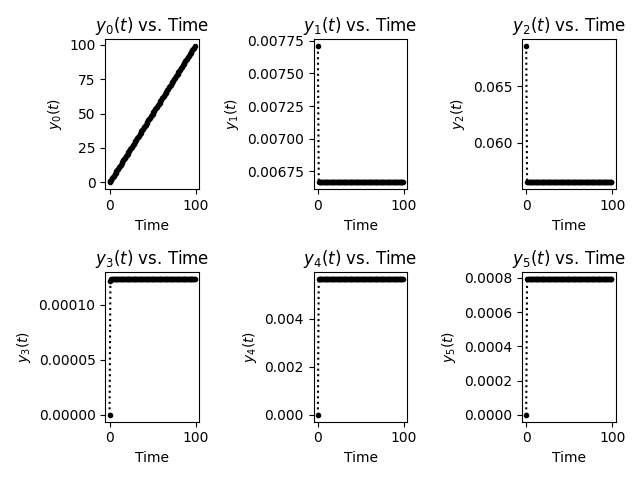 y₀(t) vs. Time
y₁(t) vs. Time
y₂(t) vs. Time
100
75
50
25
0
y₀(t)
0 100
Time
0.00775
0.00750
0.00725
0.00700
0.00675
y₁(t)
0 100
Time
0.065
0.060
y₂(t)
0 100
Time
y₃(t) vs. Time
y₄(t) vs. Time
y₅(t) vs. Time
0.00010
0.00005
0.00000
y₃(t)
0 100
Time
0.004
0.002
0.000
y₄(t)
0 100
Time
0.0008
0.0006
0.0004
0.0002
0.0000
y₅(t)
0 100
Time